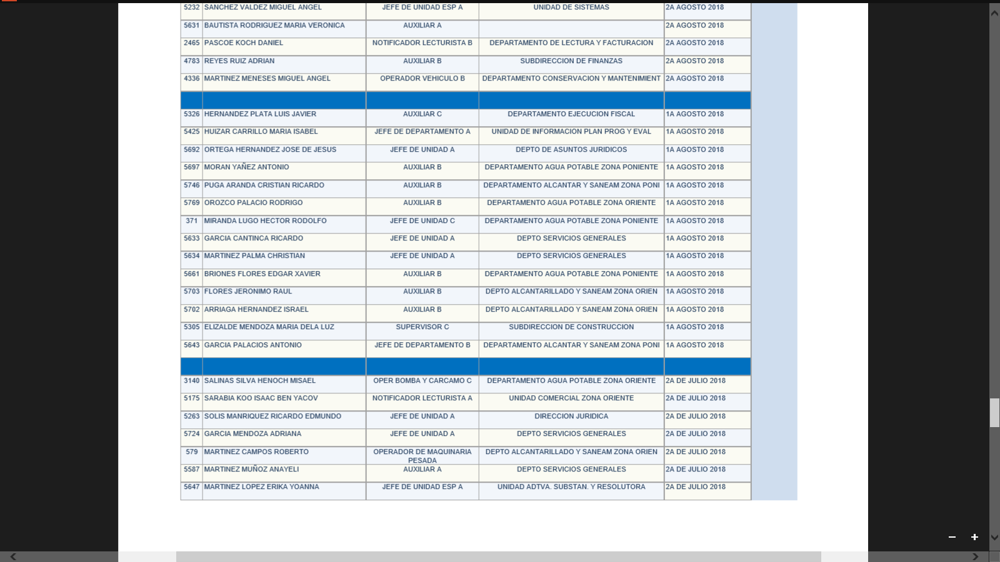 5232 SANCHEZ VALDEZ MIGUEL ANGEL JEFE DE UNIDAD ESP A UNIDAD DE SISTEMAS 2A AGOSTO 2018
5631 BAUTISTA RODRIGUEZ MARIA VERONICA AUXILIAR A 2A AGOSTO 2018
2465 PASCOE KOCH DANIEL NOTIFICADOR LECTURISTA B DEPARTAMENTO DE LECTURA Y FACTURACION 2A AGOSTO 2018
4783 REYES RUIZ ADRIAN AUXILIAR B SUBDIRECCION DE FINANZAS 2A AGOSTO 2018
4336 MARTINEZ MENESES MIGUEL ANGEL OPERADOR VEHICULO B DEPARTAMENTO CONSERVACION Y MANTENIMIENT 2A AGOSTO 2018
5326 HERNANDEZ PLATA LUIS JAVIER AUXILIAR C DEPARTAMENTO EJECUCION FISCAL 1A AGOSTO 2018
5425 HUIZAR CARRILLO MARIA ISABEL JEFE DE DEPARTAMENTO A UNIDAD DE INFORMACION PLAN PROG Y EVAL 1A AGOSTO 2018
5692 ORTEGA HERNANDEZ JOSE DE JESUS JEFE DE UNIDAD A DEPTO DE ASUNTOS JURIDICOS 1A AGOSTO 2018
5697 MORAN YAÑEZ ANTONIO AUXILIAR B DEPARTAMENTO AGUA POTABLE ZONA PONIENTE 1A AGOSTO 2018
5746 PUGA ARANDA CRISTIAN RICARDO AUXILIAR B DEPARTAMENTO ALCANTAR Y SANEAM ZONA PONI 1A AGOSTO 2018
5769 OROZCO PALACIO RODRIGO AUXILIAR B DEPARTAMENTO AGUA POTABLE ZONA ORIENTE 1A AGOSTO 2018
371 MIRANDA LUGO HECTOR RODOLFO JEFE DE UNIDAD C DEPARTAMENTO AGUA POTABLE ZONA PONIENTE 1A AGOSTO 2018
5633 GARCIA CANTINCA RICARDO JEFE DE UNIDAD A DEPTO SERVICIOS GENERALES 1A AGOSTO 2018
5634 MARTINEZ PALMA CHRISTIAN JEFE DE UNIDAD A DEPTO SERVICIOS GENERALES 1A AGOSTO 2018
5661 BRIONES FLORES EDGAR XAVIER AUXILIAR B DEPARTAMENTO AGUA POTABLE ZONA PONIENTE 1A AGOSTO 2018
5703 FLORES JERONIMO RAUL AUXILIAR B DEPTO ALCANTARILLADO Y SANEAM ZONA ORIEN 1A AGOSTO 2018
5702 ARRIAGA HERNANDEZ ISRAEL AUXILIAR B DEPTO ALCANTARILLADO Y SANEAM ZONA ORIEN 1A AGOSTO 2018
5305 ELIZALDE MENDOZA MARIA DELA LUZ SUPERVISOR C SUBDIRECCION DE CONSTRUCCION 1A AGOSTO 2018
5643 GARCIA PALACIOS ANTONIO JEFE DE DEPARTAMENTO B DEPARTAMENTO ALCANTAR Y SANEAM ZONA PONI 1A AGOSTO 2018
3140 SALINAS SILVA HENOCH MISAEL OPER BOMBA Y CARCAMO C DEPARTAMENTO AGUA POTABLE ZONA ORIENTE 2A DE JULIO 2018
5175 SARABIA KOO ISAAC BEN YACOV NOTIFICADOR LECTURISTA A UNIDAD COMERCIAL ZONA ORIENTE 2A DE JULIO 2018
5263 SOLIS MANRIQUEZ RICARDO EDMUNDO JEFE DE UNIDAD A DIRECCION JURIDICA 2A DE JULIO 2018
5724 GARCIA MENDOZA ADRIANA JEFE DE UNIDAD A DEPTO SERVICIOS GENERALES 2A DE JULIO 2018
579 MARTINEZ CAMPOS ROBERTO OPERADOR DE MAQUINARIA DEPTO ALCANTARILLADO Y SANEAM ZONA ORIEN 2A DE JULIO 2018
PESADA
5587 MARTINEZ MUÑOZ ANAYELI AUXILIAR A DEPTO SERVICIOS GENERALES 2A DE JULIO 2018
5647 MARTINEZ LOPEZ ERIKA YOANNA JEFE DE UNIDAD ESP A UNIDAD ADTVA. SUBSTAN. Y RESOLUTORA 2A DE JULIO 2018